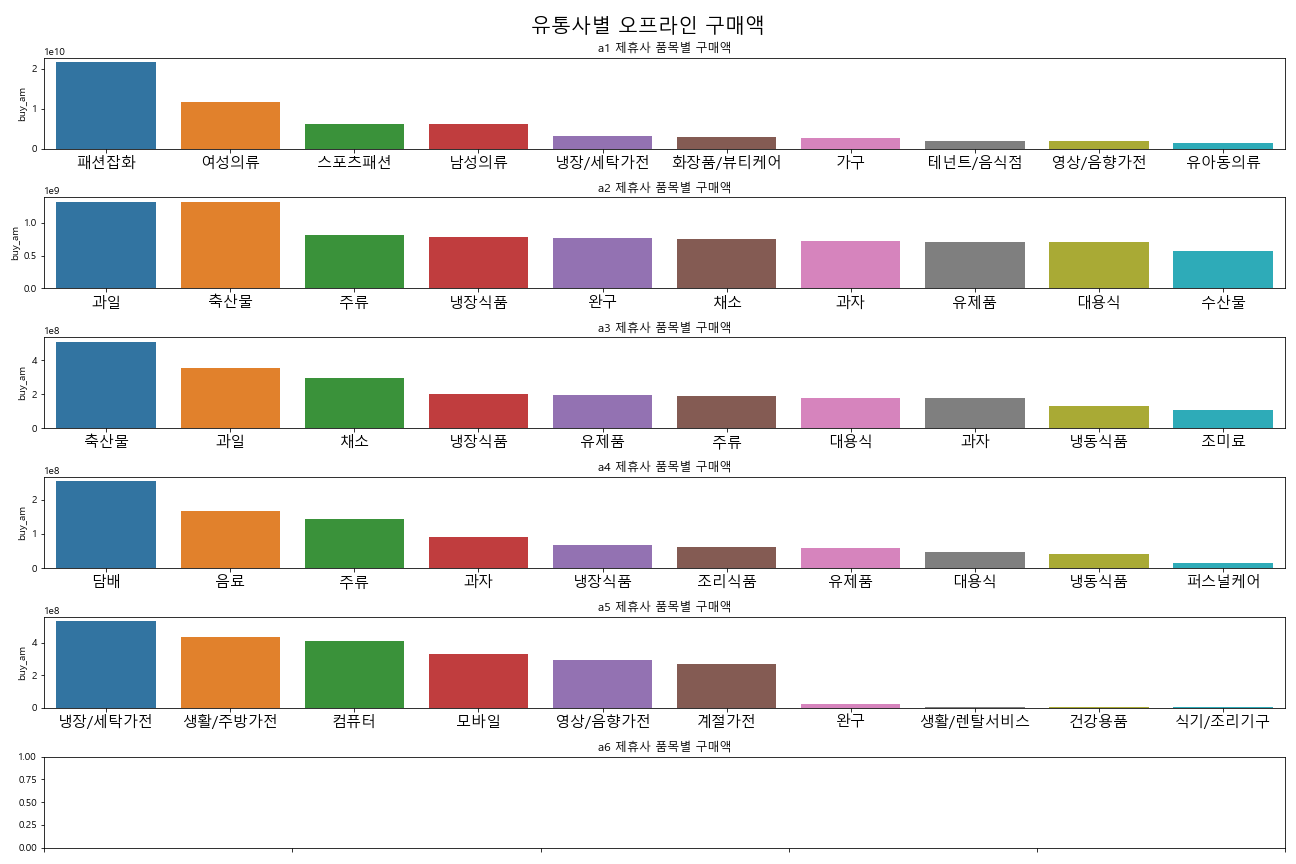 유통사별 오프라인 구매액
a1 제휴사 품목별 구매액
1e10
2
1
0
buy_am
패션잡화 여성의류 스포츠패션 남성의류 냉장/세탁가전 화장품/뷰티케어 가구 테넌트/음식점 영상/음향가전 유아동의류
a2 제휴사 품목별 구매액
1e9
1.0
0.5
0.0
buy_am
과일 축산물 주류 냉장식품 완구 채소 과자 유제품 대용식 수산물
a3 제휴사 품목별 구매액
1e8
4
2
0
buy_am
축산물 과일 채소 냉장식품 유제품 주류 대용식 과자 냉동식품 조미료
a4 제휴사 품목별 구매액
1e8
2
1
0
buy_am
담배 음료 주류 과자 냉장식품 조리식품 유제품 대용식 냉동식품 퍼스널케어
a5 제휴사 품목별 구매액
1e8
4
2
0
buy_am
냉장/세탁가전 생활/주방가전 컴퓨터 모바일 영상/음향가전 계절가전 완구 생활/렌탈서비스 건강용품 식기/조리기구
a6 제휴사 품목별 구매액
1.00
0.75
0.50
0.25
0.00